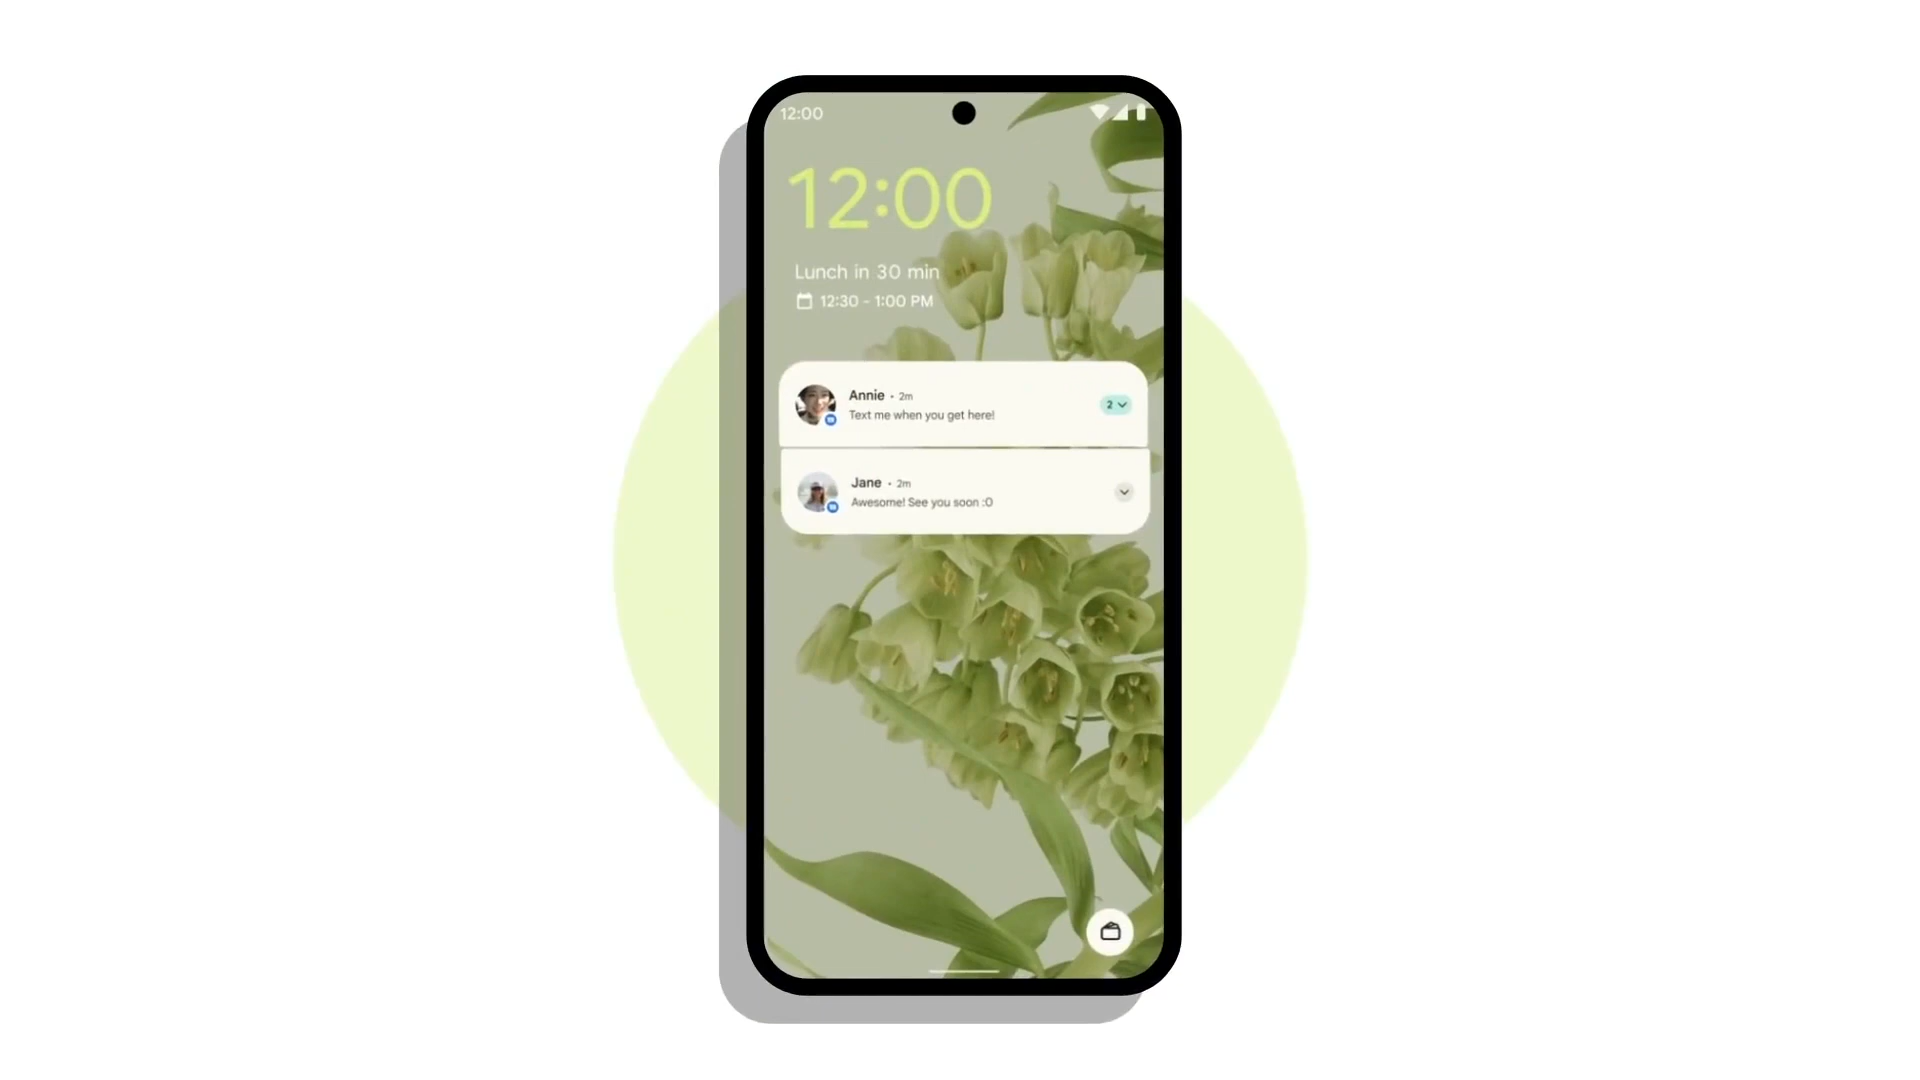 12:00
12:00
Lunch in 30 min
12:30 - 1:00 PM
Annie • 2m
Text me when you get here!
2
Jane • 2m
Awesome! See you soon :O